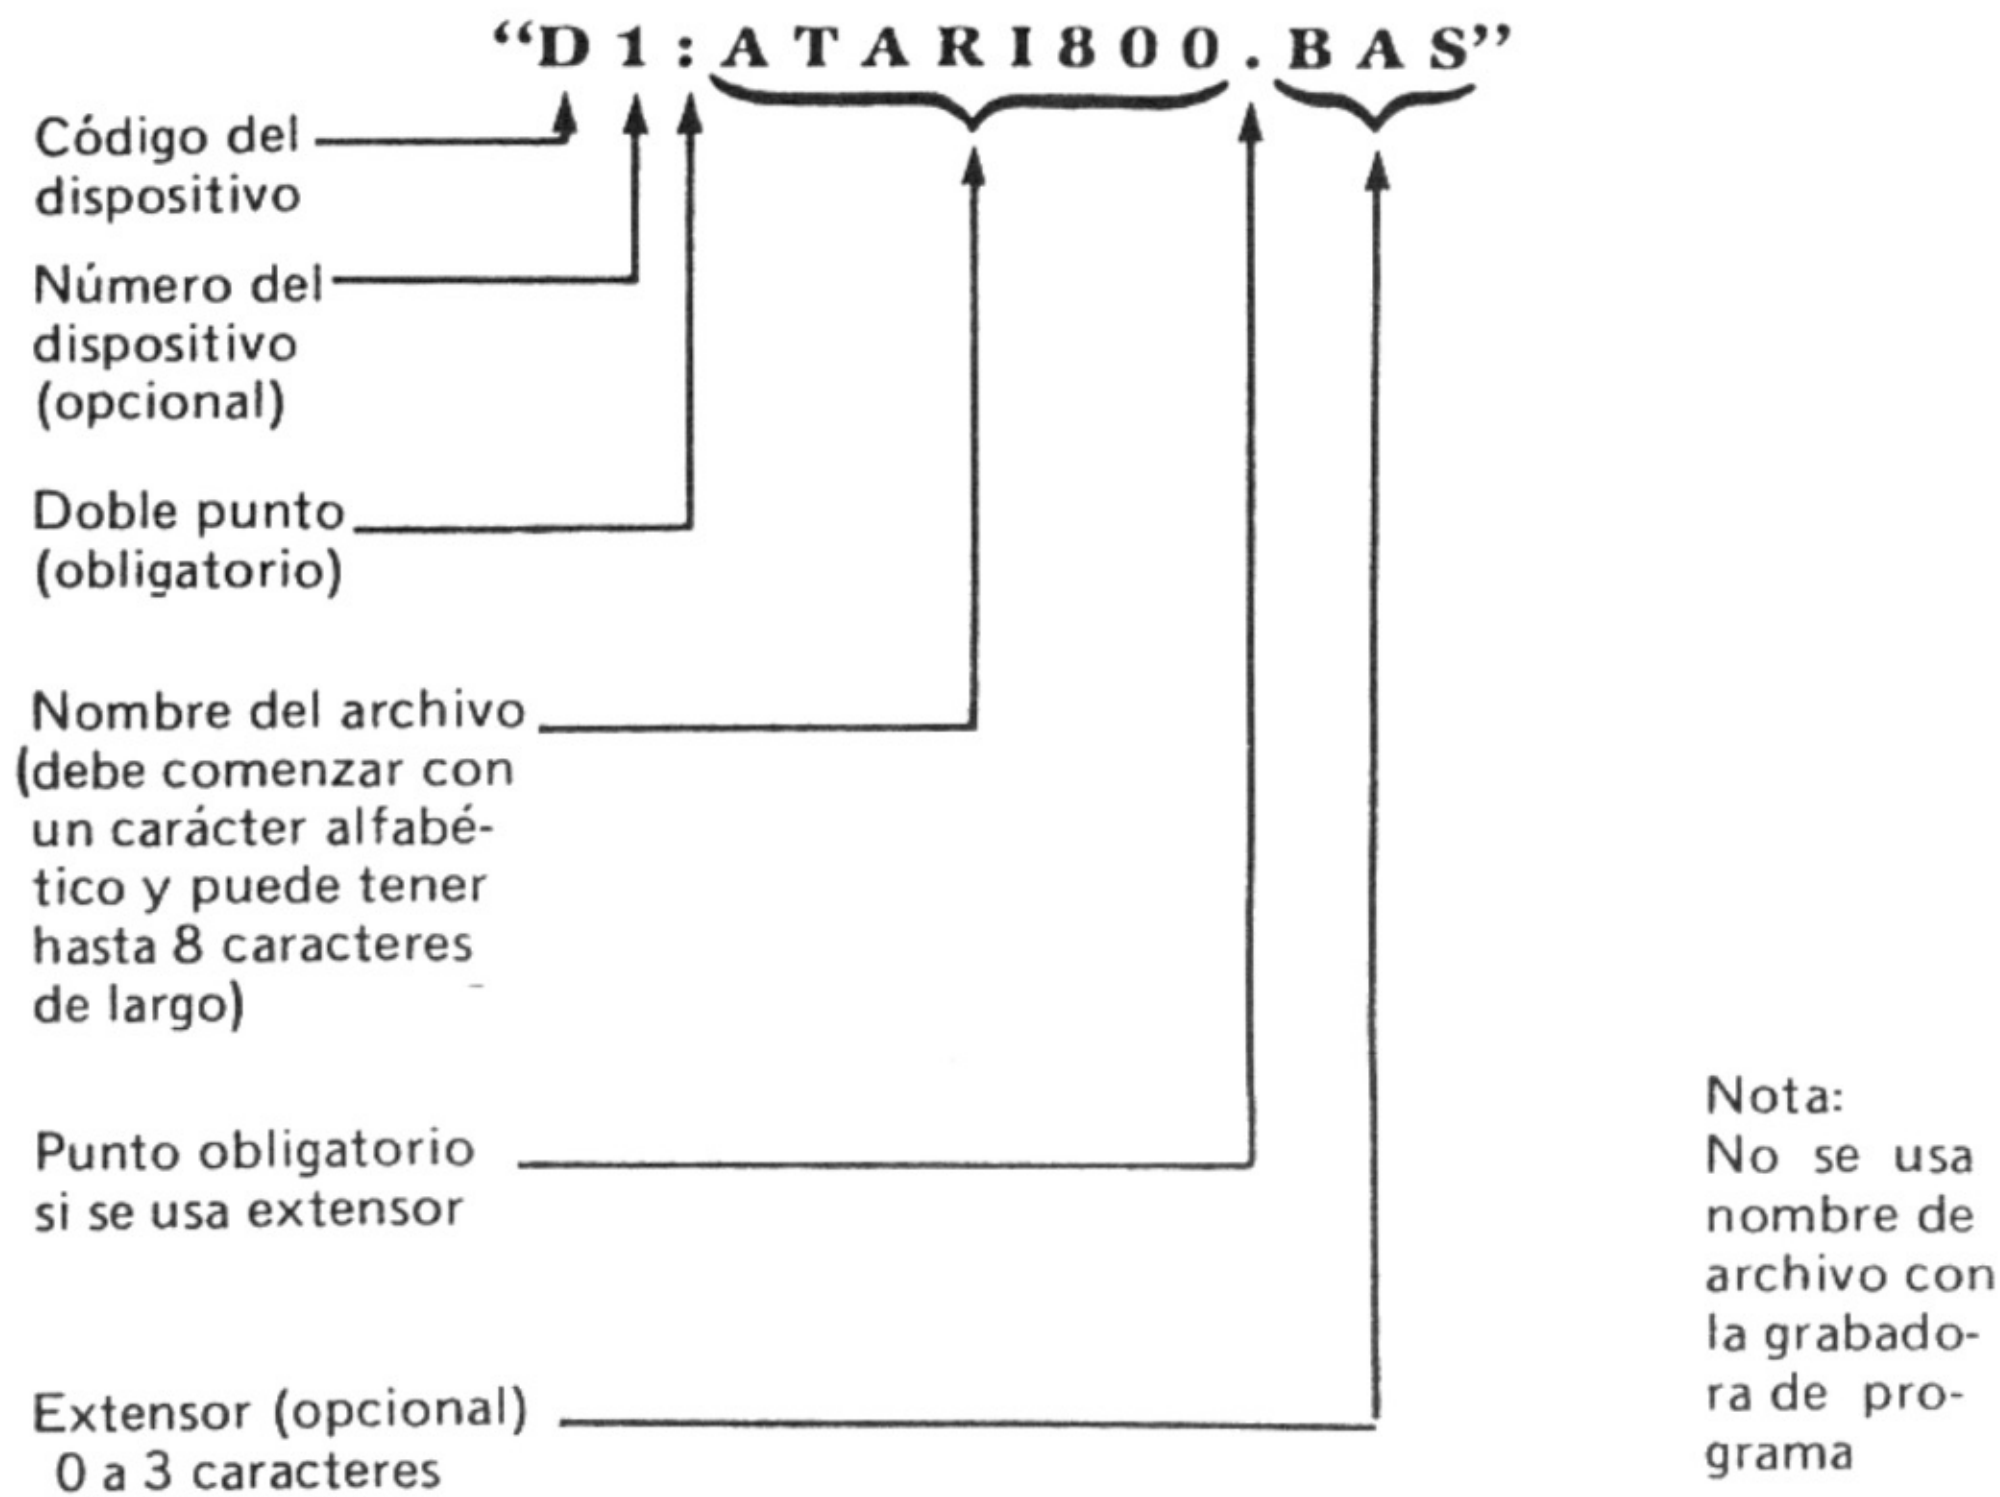 “D1:ATARI800.BAS”
Código del
dispositivo
Número del
dispositivo
(opcional)
Doble punto
(obligatorio)
Nombre del archivo
(debe comenzar con
un carácter alfabé-
tico y puede tener
hasta 8 caracteres
de largo)
Punto obligatorio
si se usa extensor
Extensor (opcional)
0 a 3 caracteres
Nota:
No se usa
nombre de
archivo con
la grabado-
ra de pro-
grama